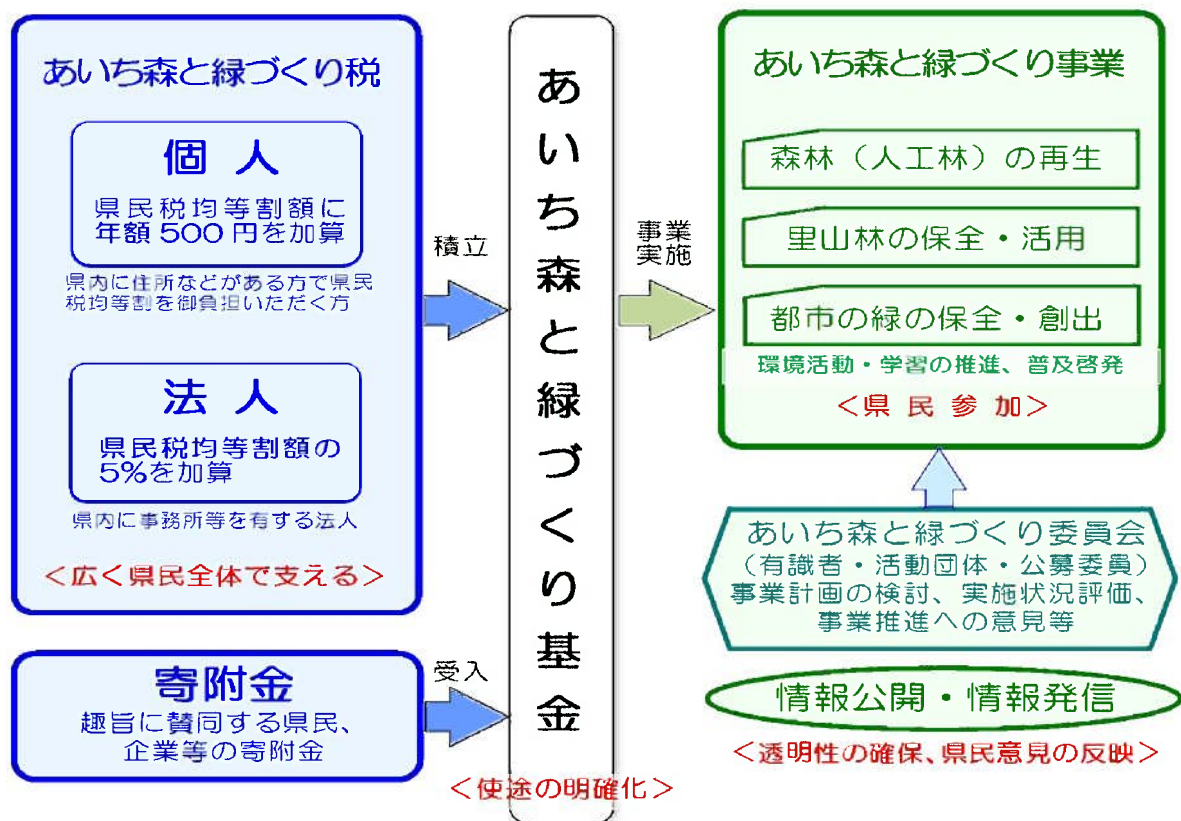 あいち森と緑づくり税
個人
県民税均等割額に
年額500円を加算
県内に住所などがある方で県民
税均等割を御負担いただく方
法人
県民税均等割額の
5%を加算
県内に事務所等を有する法人
<広く県民全体で支える>
寄附金
趣旨に賛同する県民、
企業等の寄附金
積立
受入
あいち森と緑づくり基金
<使途の明確化>
事業
実施
あいち森と緑づくり事業
森林（人工林）の再生
里山林の保全・活用
都市の緑の保全・創出
環境活動・学習の推進、普及啓発
<県民参加>
あいち森と緑づくり委員会
（有識者・活動団体・公募委員）
事業計画の検討、実施状況評価、
事業推進への意見等
情報公開・情報発信
<透明性の確保、県民意見の反映>